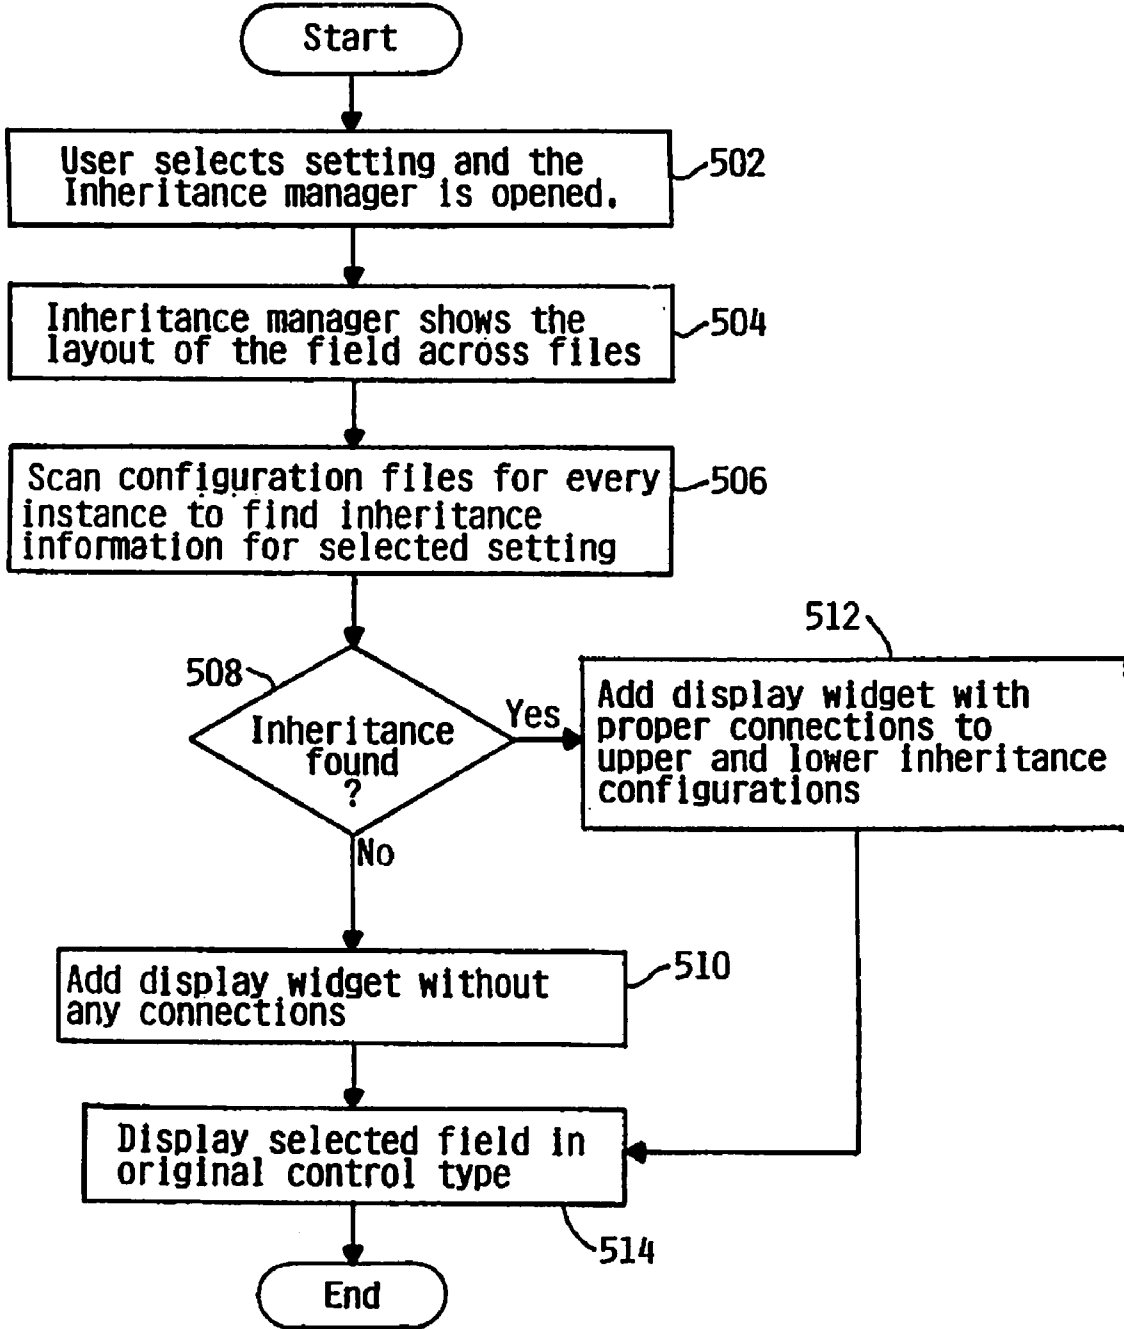 Start
User selects setting and the
Inheritance manager is opened.
502
Inheritance manager shows the
layout of the field across files
504
Scan configuration files for every
instance to find inheritance
information for selected setting
506
508
Inheritance
found
?
Yes
No
512
Add display widget with
proper connections to
upper and lower inheritance
configurations
Add display widget without
any connections
510
Display selected field in
original control type
514
End